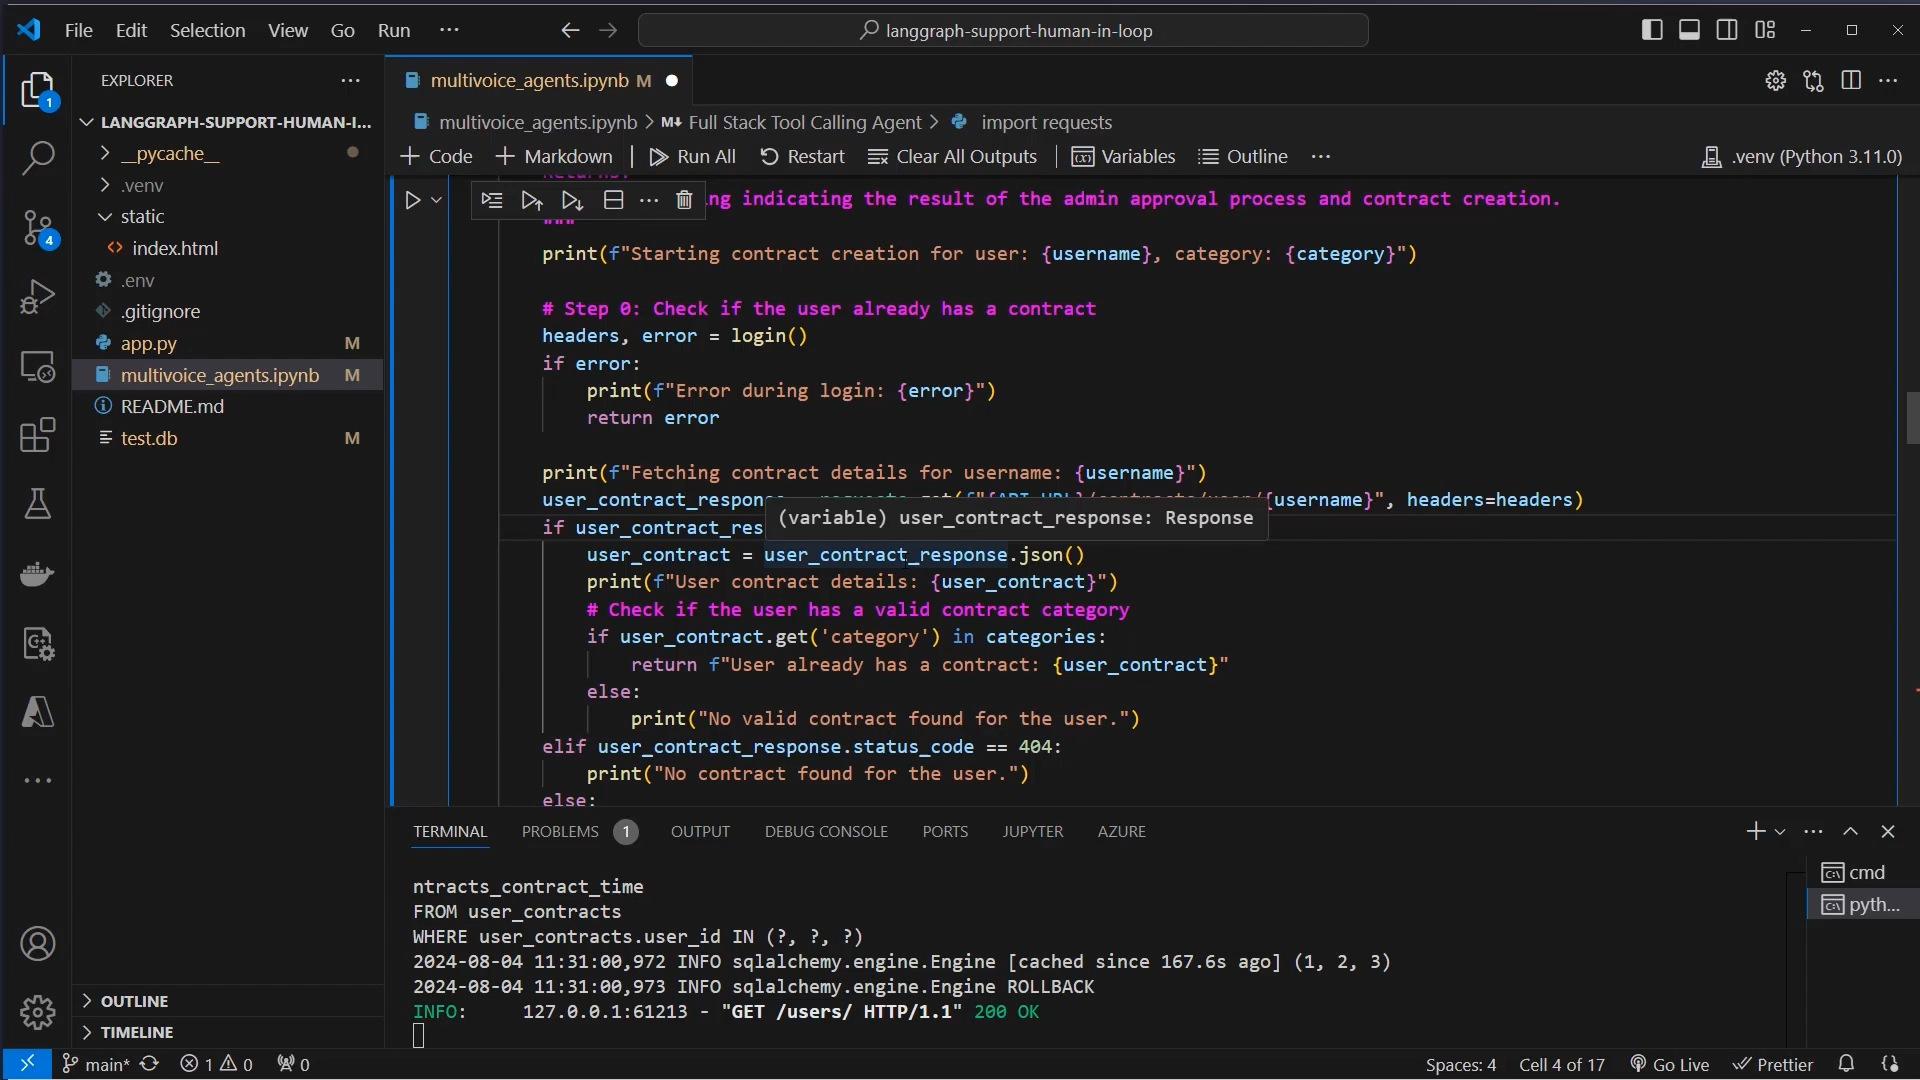 File Edit Selection View Go Run
langgraph-support-human-in-loop
EXPLORER
multivoice_agents.ipynb M
LANGGRAPH-SUPPORT-HUMAN-I...
multivoice_agents.ipynb > M↓ Full Stack Tool Calling Agent > import requests
__pycache__
+ Code + Markdown Run All Restart Clear All Outputs Variables Outline ... .venv (Python 3.11.0)
.venv
static
index.html
.env
.gitignore
app.py M
multivoice_agents.ipynb M
README.md
test.db M
1
4
Returns:
ng indicating the result of the admin approval process and contract creation.
"""
print(f"Starting contract creation for user: {username}, category: {category}")
# Step 0: Check if the user already has a contract
headers, error = login()
if error:
print(f"Error during login: {error}")
return error
print(f"Fetching contract details for username: {username}")
user_contract_response = requests.get(f"{API_URL}/contracts/user/{username}", headers=headers)
(variable) user_contract_response: Response
if user_contract_res
user_contract = user_contract_response.json()
print(f"User contract details: {user_contract}")
# Check if the user has a valid contract category
if user_contract.get('category') in categories:
return f"User already has a contract: {user_contract}"
else:
print("No valid contract found for the user.")
elif user_contract_response.status_code == 404:
print("No contract found for the user.")
else:
TERMINAL PROBLEMS 1 OUTPUT DEBUG CONSOLE PORTS JUPYTER AZURE
ntracts_contract_time
FROM user_contracts
WHERE user_contracts.user_id IN (?, ?, ?)
2024-08-04 11:31:00,972 INFO sqlalchemy.engine.Engine [cached since 167.6s ago] (1, 2, 3)
2024-08-04 11:31:00,973 INFO sqlalchemy.engine.Engine ROLLBACK
INFO: 127.0.0.1:61213 - "GET /users/ HTTP/1.1" 200 OK
cmd
pyth...
OUTLINE
TIMELINE
main* 1 0 0 Spaces: 4 Cell 4 of 17 Go Live Prettier